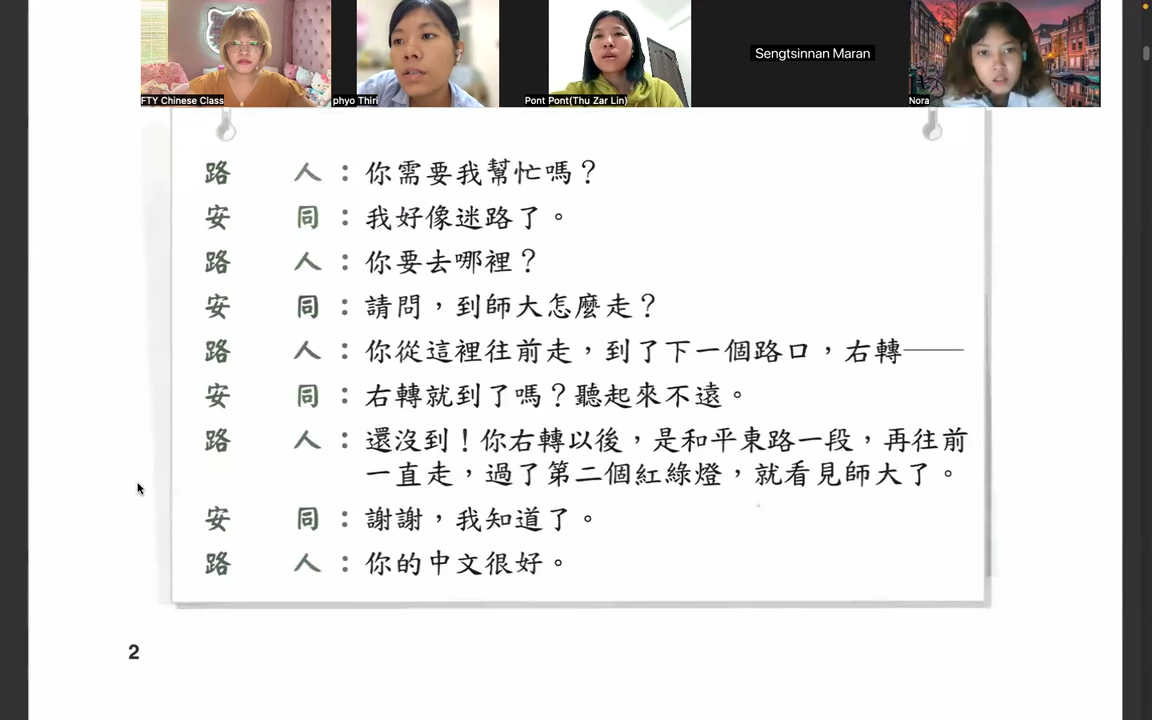 FTY Chinese Class
phyo Thiri
Pont Pont(Thu Zar Lin)
Sengtsinnan Maran
Nora
路人：你需要我幫忙嗎？
安同：我好像迷路了。
路人：你要去哪裡？
安同：請問，到師大怎麼走？
路人：你從這裡往前走，到了下一個路口，右轉——
安同：右轉就到了嗎？聽起來不遠。
路人：還沒到！你右轉以後，是和平東路一段，再往前
一直走，過了第二個紅綠燈，就看見師大了。
安同：謝謝，我知道了。
路人：你的中文很好。
2